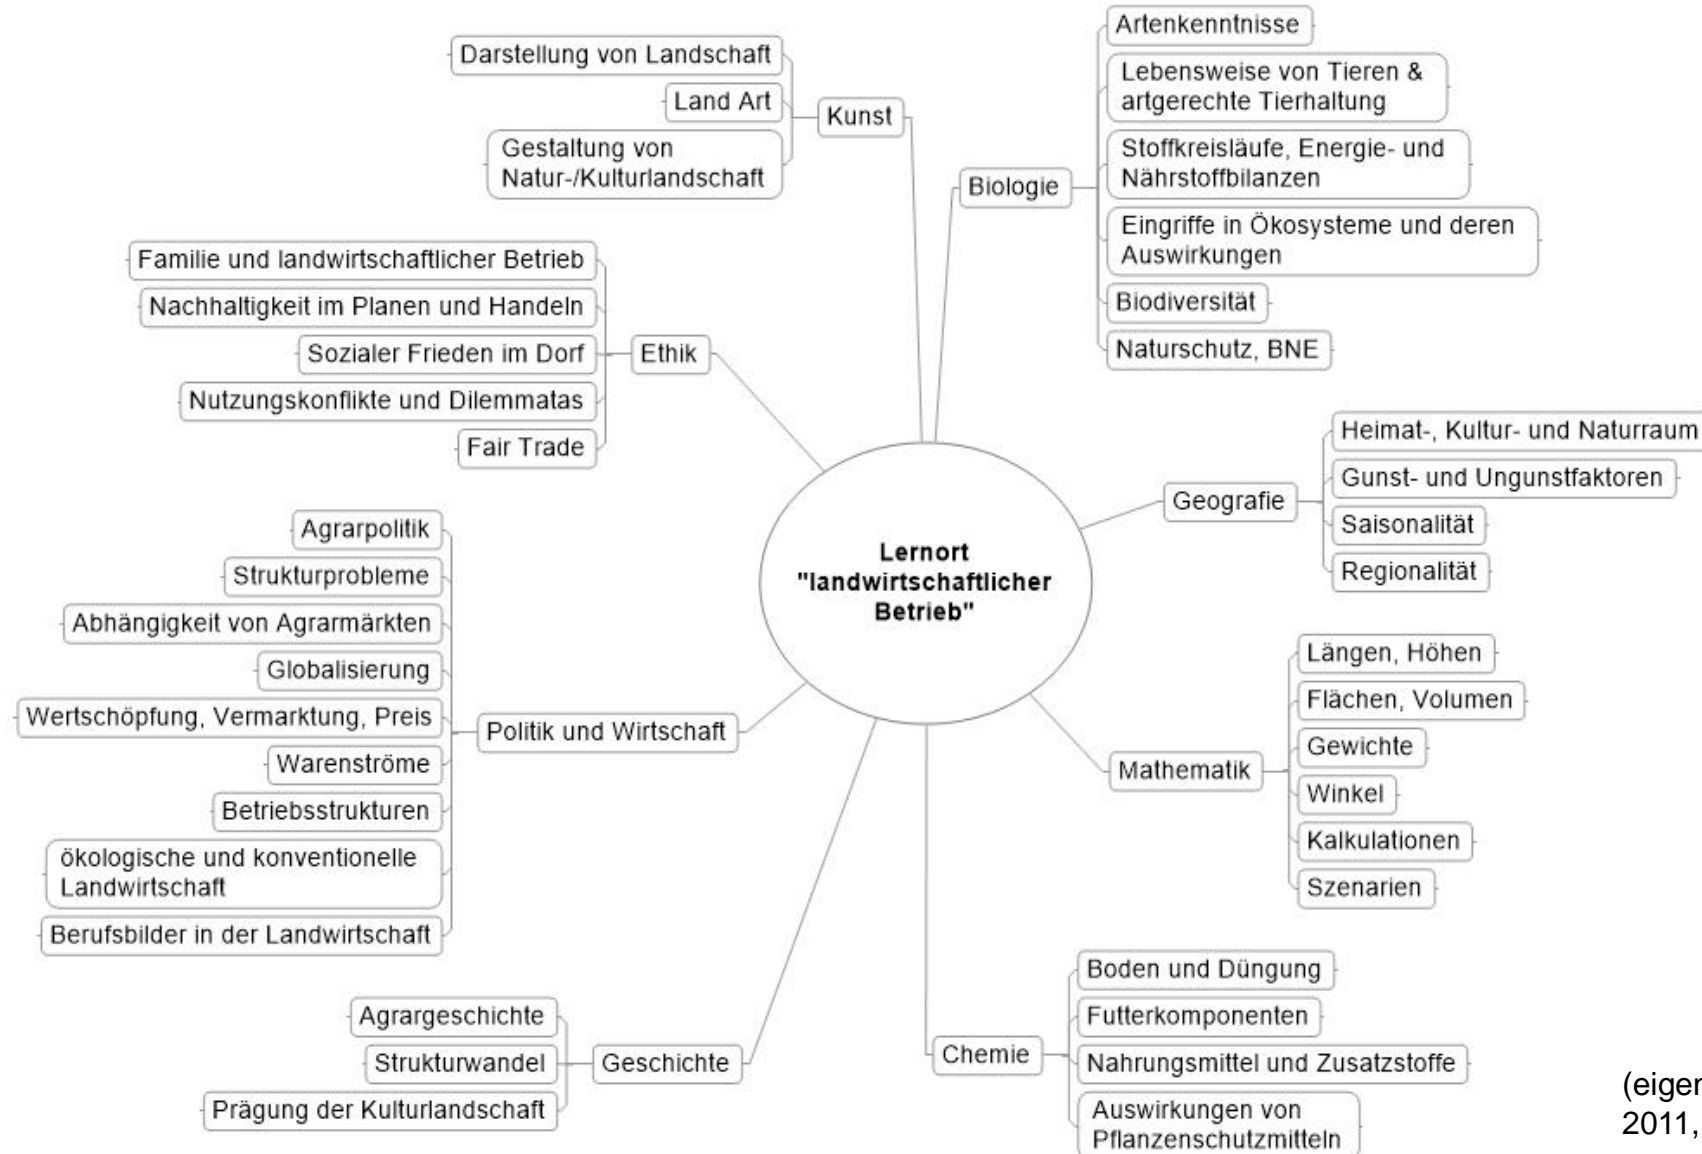 Lernort
"landwirtschaftlicher
Betrieb"
Kunst
Darstellung von Landschaft
Land Art
Gestaltung von
Natur-/Kulturlandschaft
Biologie
Artenkenntnisse
Lebensweise von Tieren &
artgerechte Tierhaltung
Stoffkreisläufe, Energie- und
Nährstoffbilanzen
Eingriffe in Ökosysteme und deren
Auswirkungen
Biodiversität
Naturschutz, BNE
Ethik
Familie und landwirtschaftlicher Betrieb
Nachhaltigkeit im Planen und Handeln
Sozialer Frieden im Dorf
Nutzungskonflikte und Dilemmatas
Fair Trade
Geografie
Heimat-, Kultur- und Naturraum
Gunst- und Ungunstfaktoren
Saisonalität
Regionalität
Politik und Wirtschaft
Agrarpolitik
Strukturprobleme
Abhängigkeit von Agrarmärkten
Globalisierung
Wertschöpfung, Vermarktung, Preis
Warenströme
Betriebsstrukturen
ökologische und konventionelle
Landwirtschaft
Berufsbilder in der Landwirtschaft
Mathematik
Längen, Höhen
Flächen, Volumen
Gewichte
Winkel
Kalkulationen
Szenarien
Geschichte
Agrargeschichte
Strukturwandel
Prägung der Kulturlandschaft
Chemie
Boden und Düngung
Futterkomponenten
Nahrungsmittel und Zusatzstoffe
Auswirkungen von
Pflanzenschutzmitteln
2011,